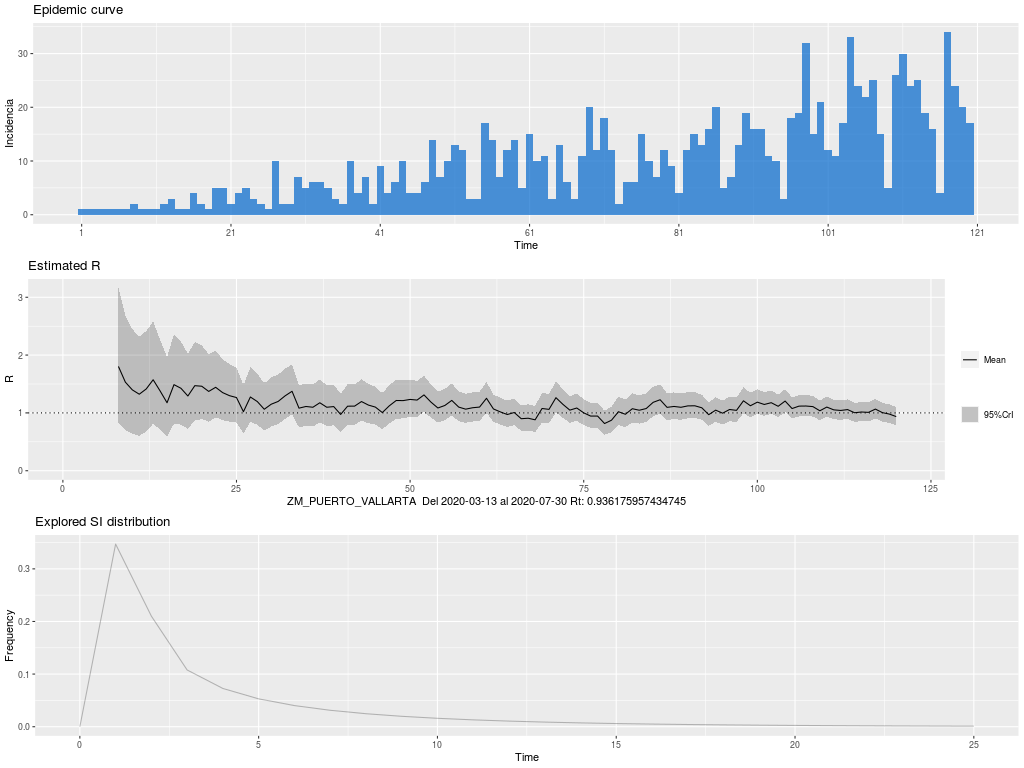 Epidemic curve
30
20
10
0
Incidencia
1 21 41 61 81 101 121
Time
Estimated R
3
2
1
0
R
Mean
95%CrI
0 25 50 75 100 125
ZM_PUERTO_VALLARTA Del 2020-03-13 al 2020-07-30 Rt: 0.936175957434745
Explored SI distribution
0.3
0.2
0.1
0.0
Frequency
0 5 10 15 20 25
Time